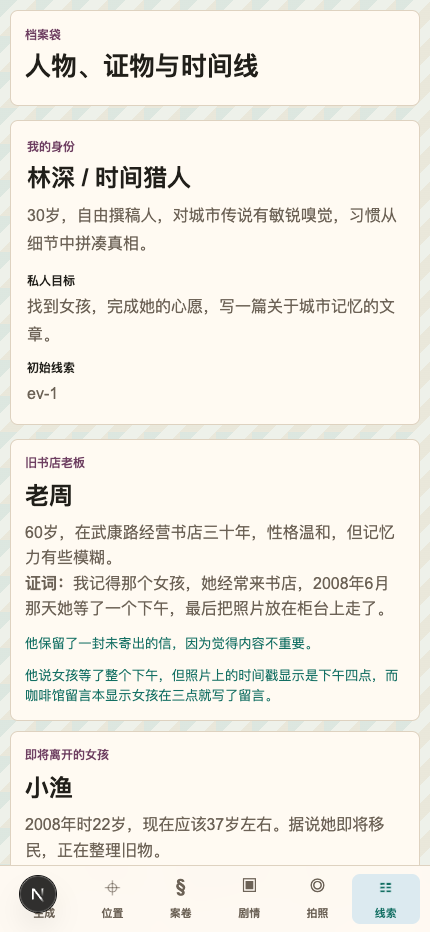 档案袋
人物、证物与时间线
我的身份
林深 / 时间猎人
30岁，自由撰稿人，对城市传说有敏锐嗅觉，习惯从
细节中拼凑真相。
私人目标
找到女孩，完成她的心愿，写一篇关于城市记忆的文
章。
初始线索
ev-1
旧书店老板
老周
60岁，在武康路经营书店三十年，性格温和，但记忆
力有些模糊。
证词：我记得那个女孩，她经常来书店，2008年6月
那天她等了一个下午，最后把照片放在柜台上走了。
他保留了一封未寄出的信，因为觉得内容不重要。
他说女孩等了整个下午，但照片上的时间戳显示是下午四点，而
咖啡馆留言本显示女孩在三点就写了留言。
即将离开的女孩
小渔
2008年时22岁，现在应该37岁左右。据说她即将移
民，正在整理旧物。
N
§
生成 位置 案卷 剧情 拍照 线索